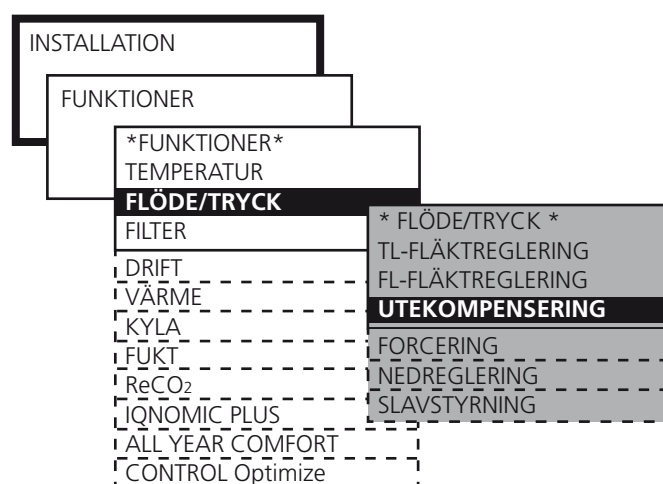 INSTALLATION
FUNKTIONER
*FUNKTIONER*
TEMPERATUR
FLÖDE/TRYCK
FILTER
DRIFT
VÄRME
KYLA
FUKT
ReCO2
IQNOMIC PLUS
ALL YEAR COMFORT
CONTROL Optimize
* FLÖDE/TRYCK *
TL-FLÄKTREGLERING
FL-FLÄKTREGLERING
UTEKOMPENSERING
FORCERING
NEDREGLERING
SLAVSTYRNING